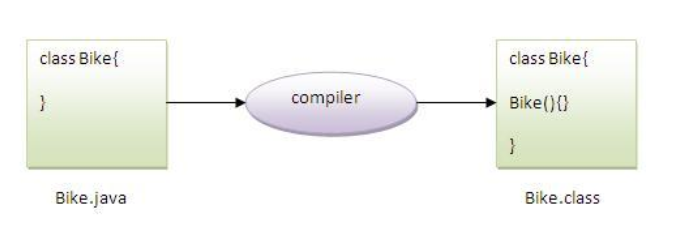 class Bike{
}
Bike.java
compiler
class Bike{
Bike(){}
}
Bike.class